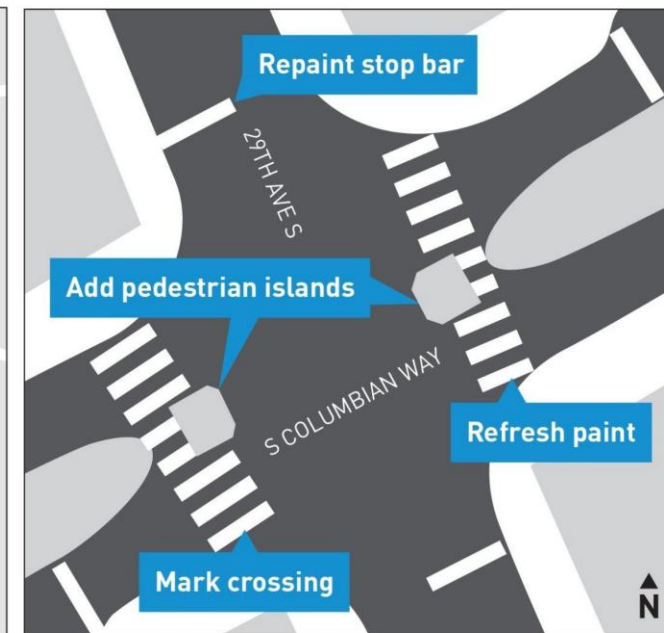 Repaint stop bar
29TH AVE S
Add pedestrian islands
S COLUMBIAN WAY
Refresh paint
Mark crossing
N